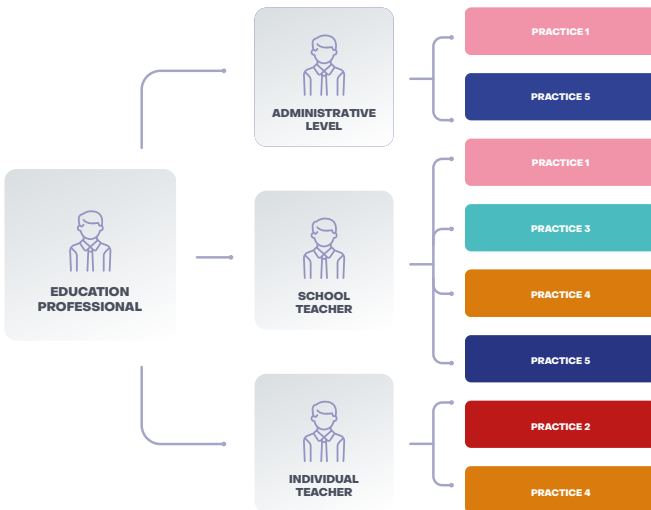 EDUCATION
PROFESSIONAL
ADMINISTRATIVE
LEVEL
PRACTICE 1
PRACTICE 5
SCHOOL
TEACHER
PRACTICE 1
PRACTICE 3
PRACTICE 4
PRACTICE 5
INDIVIDUAL
TEACHER
PRACTICE 2
PRACTICE 4